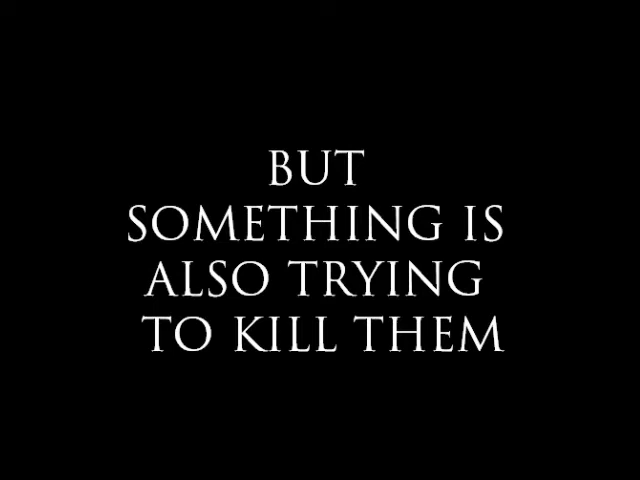 BUT
SOMETHING IS
ALSO TRYING
TO KILL THEM